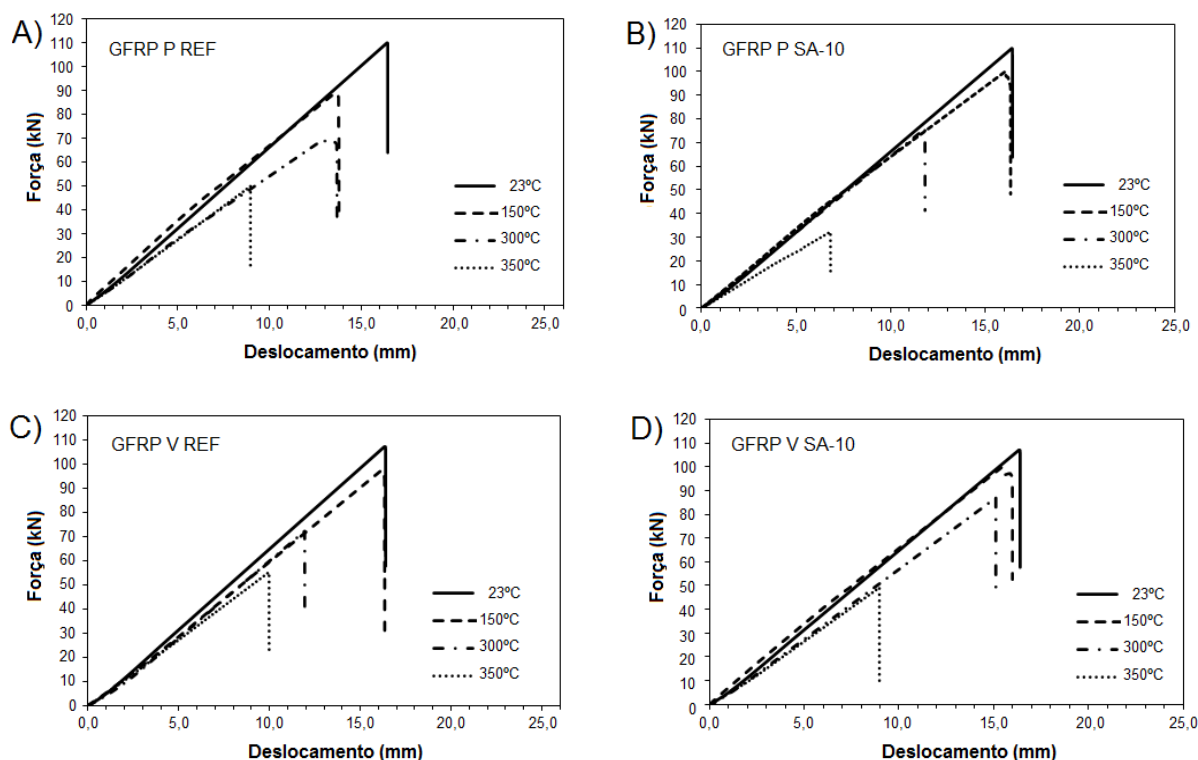 A)
GFRP P REF
Força (kN)
120
110
100
90
80
70
60
50
40
30
20
10
0
0,0 5,0 10,0 15,0 20,0 25,0
Deslocamento (mm)
23ºC
150ºC
300ºC
350ºC
B)
GFRP P SA-10
Força (kN)
120
110
100
90
80
70
60
50
40
30
20
10
0
0,0 5,0 10,0 15,0 20,0 25,0
Deslocamento (mm)
23ºC
150ºC
300ºC
350ºC
C)
GFRP V REF
Força (kN)
120
110
100
90
80
70
60
50
40
30
20
10
0
0,0 5,0 10,0 15,0 20,0 25,0
Deslocamento (mm)
23ºC
150ºC
300ºC
350ºC
D)
GFRP V SA-10
Força (kN)
120
110
100
90
80
70
60
50
40
30
20
10
0
0,0 5,0 10,0 15,0 20,0 25,0
Deslocamento (mm)
23ºC
150ºC
300ºC
350ºC